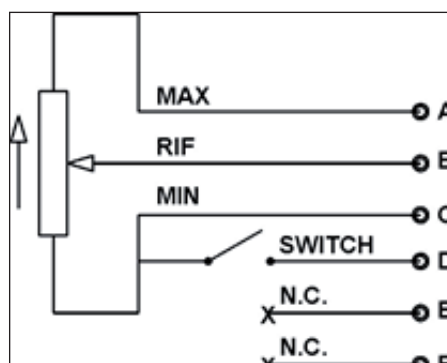 MAX A
RIF B
MIN C
SWITCH D
N.C. E
N.C.